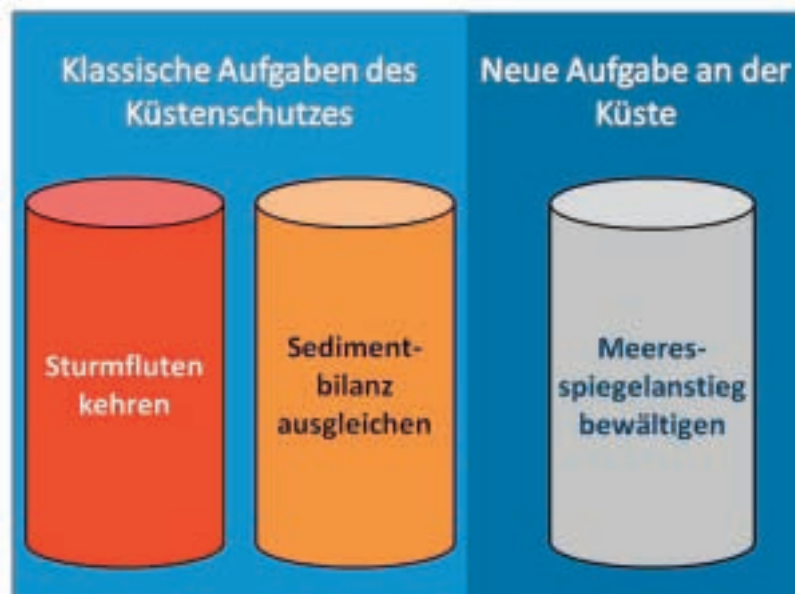 Klassische Aufgaben des
Küstenschutzes
Neue Aufgabe an der
Küste
Sturmfluten
kehren
Sediment-
bilanz
ausgleichen
Meeres-
spiegelanstieg
bewältigen